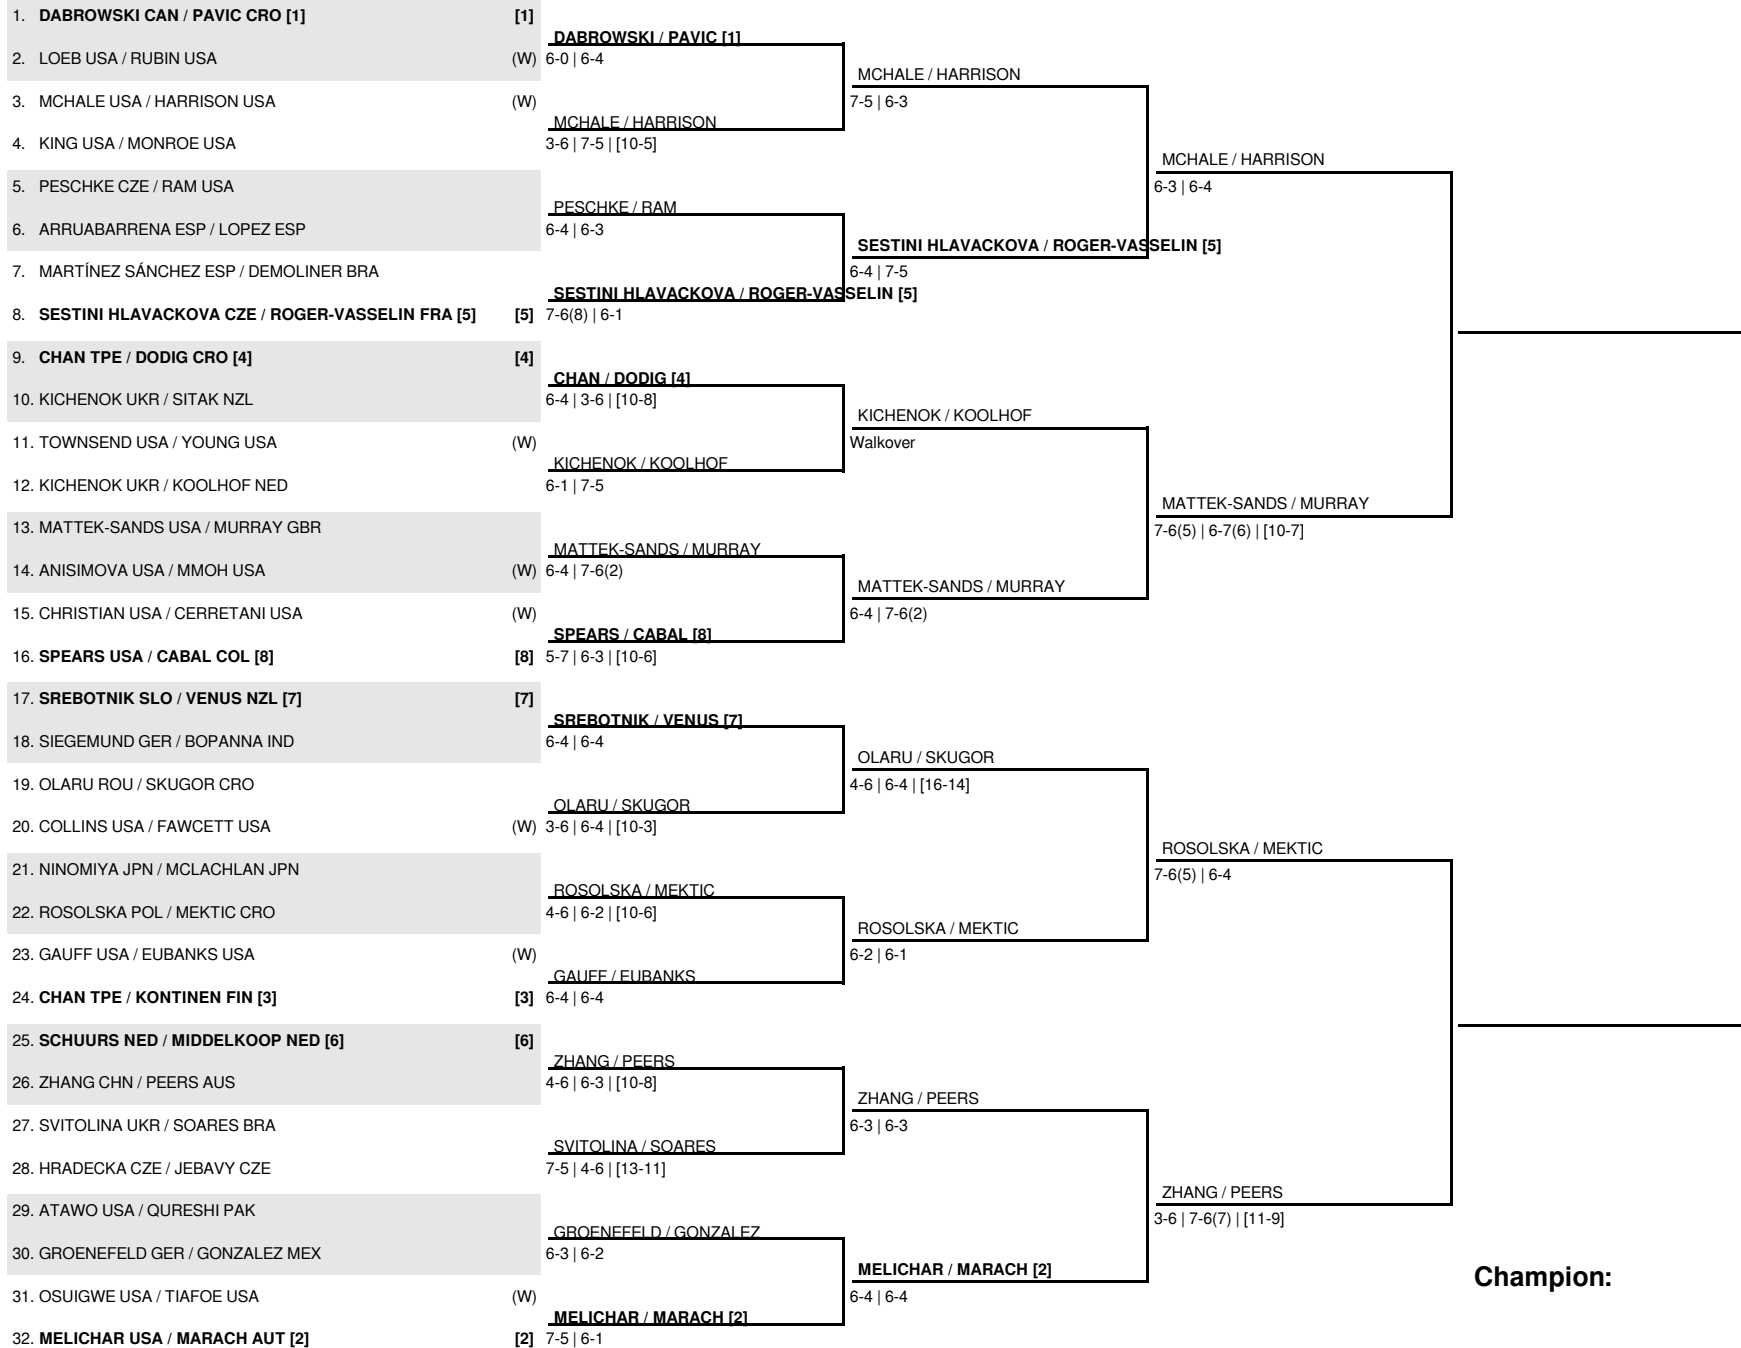 1. DABROWSKI CAN / PAVIC CRO [1] [1]
2. LOEB USA / RUBIN USA (W)
3. MCHALE USA / HARRISON USA (W)
4. KING USA / MONROE USA
5. PESCHKE CZE / RAM USA
6. ARRUABARRENA ESP / LOPEZ ESP
7. MARTÍNEZ SÁNCHEZ ESP / DEMOLINER BRA
8. SESTINI HLAVACKOVA CZE / ROGER-VASSELIN FRA [5] [5]
9. CHAN TPE / DODIG CRO [4] [4]
10. KICHENOK UKR / SITAK NZL
11. TOWNSEND USA / YOUNG USA (W)
12. KICHENOK UKR / KOOLHOF NED
13. MATTEK-SANDS USA / MURRAY GBR
14. ANISIMOVA USA / MMOH USA (W)
15. CHRISTIAN USA / CERRETANI USA (W)
16. SPEARS USA / CABAL COL [8] [8]
17. SREBOTNIK SLO / VENUS NZL [7] [7]
18. SIEGEMUND GER / BOPANNA IND
19. OLARU ROU / SKUGOR CRO
20. COLLINS USA / FAWCETT USA (W)
21. NINOMIYA JPN / MCLACHLAN JPN
22. ROSOLSKA POL / MEKTIC CRO
23. GAUFF USA / EUBANKS USA (W)
24. CHAN TPE / KONTINEN FIN [3] [3]
25. SCHUURS NED / MIDDELKOOP NED [6] [6]
26. ZHANG CHN / PEERS AUS
27. SVITOLINA UKR / SOARES BRA
28. HRADECKA CZE / JEBAVY CZE
29. ATAWO USA / QURESHI PAK
30. GROENEFELD GER / GONZALEZ MEX
31. OSUIGWE USA / TIAFOE USA (W)
32. MELICHAR USA / MARACH AUT [2] [2]
DABROWSKI / PAVIC [1]
6-0 | 6-4
MCHALE / HARRISON
3-6 | 7-5 | [10-5]
PESCHKE / RAM
6-4 | 6-3
SESTINI HLAVACKOVA / ROGER-VASSELIN [5]
7-6(8) | 6-1
CHAN / DODIG [4]
6-4 | 3-6 | [10-8]
KICHENOK / KOOLHOF
6-1 | 7-5
MATTEK-SANDS / MURRAY
6-4 | 7-6(2)
SPEARS / CABAL [8]
5-7 | 6-3 | [10-6]
SREBOTNIK / VENUS [7]
6-4 | 6-4
OLARU / SKUGOR
3-6 | 6-4 | [10-3]
ROSOLSKA / MEKTIC
4-6 | 6-2 | [10-6]
GAUFF / EUBANKS
6-4 | 6-4
ZHANG / PEERS
4-6 | 6-3 | [10-8]
SVITOLINA / SOARES
7-5 | 4-6 | [13-11]
GROENEFELD / GONZALEZ
6-3 | 6-2
MELICHAR / MARACH [2]
7-5 | 6-1
MCHALE / HARRISON
7-5 | 6-3
SESTINI HLAVACKOVA / ROGER-VASSELIN [5]
6-4 | 7-5
KICHENOK / KOOLHOF
Walkover
MATTEK-SANDS / MURRAY
6-4 | 7-6(2)
OLARU / SKUGOR
4-6 | 6-4 | [16-14]
ROSOLSKA / MEKTIC
6-2 | 6-1
ZHANG / PEERS
6-3 | 6-3
MELICHAR / MARACH [2]
6-4 | 6-4
MCHALE / HARRISON
6-3 | 6-4
MATTEK-SANDS / MURRAY
7-6(5) | 6-7(6) | [10-7]
ROSOLSKA / MEKTIC
7-6(5) | 6-4
ZHANG / PEERS
3-6 | 7-6(7) | [11-9]
Champion: